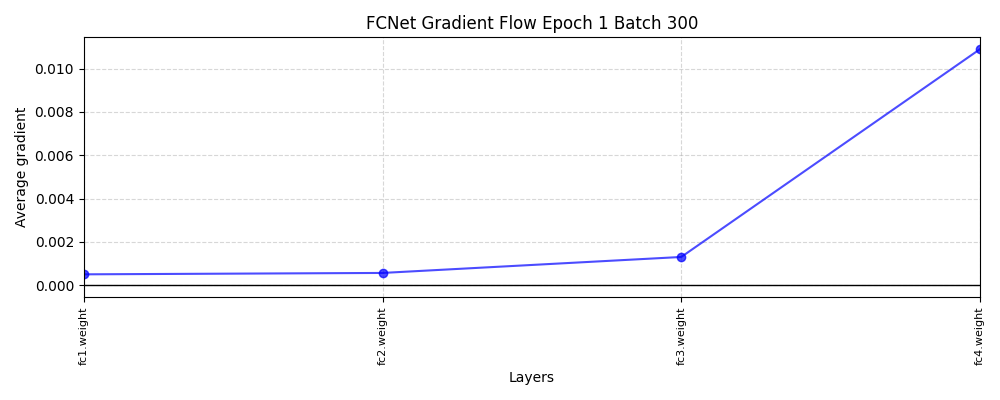 FCNet Gradient Flow Epoch 1 Batch 300
Average gradient
0.010
0.008
0.006
0.004
0.002
0.000
fc1.weight
fc2.weight
fc3.weight
fc4.weight
Layers